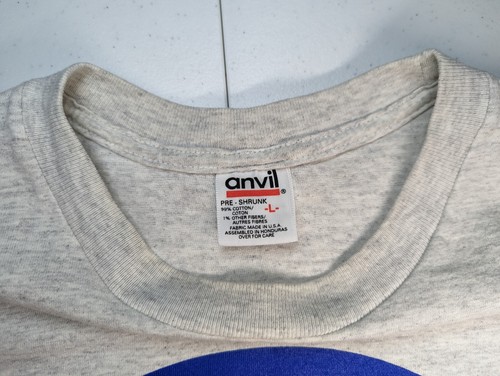 anvil®
PRE-SHRUNK
99% COTTON/
COTON
-L-
1% OTHER FIBERS/
AUTRES FIBRES
FABRIC MADE IN U.S.A.
ASSEMBLED IN HONDURAS
OVER FOR CARE